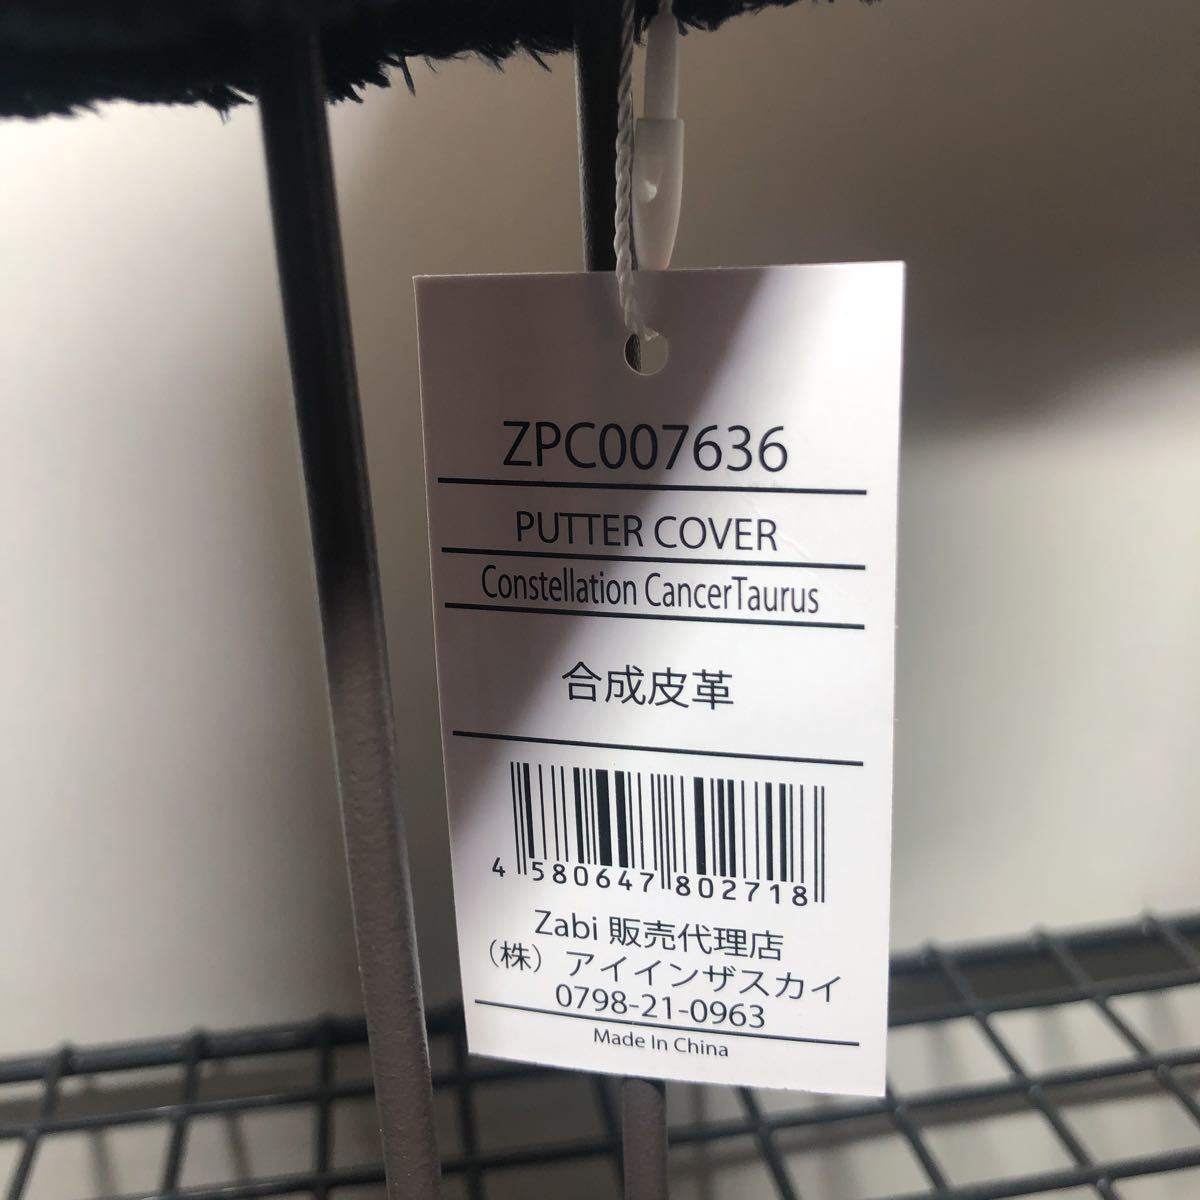 ZPC007636
PUTTER COVER
Constellation CancerTaurus
合成皮革
4 580647 802718
Zabi 販売代理店
（株）アイインザスカイ
0798-21-0963
Made In China